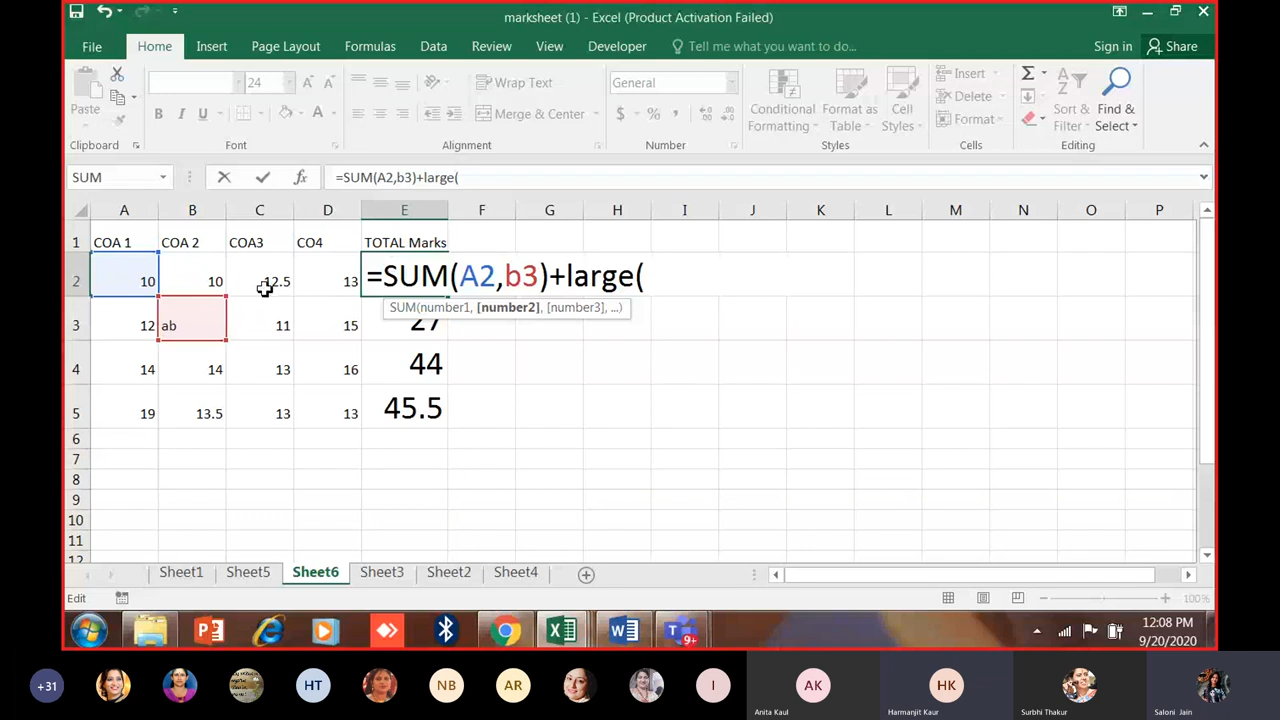 marksheet (1) - Excel (Product Activation Failed)
File Home Insert Page Layout Formulas Data Review View Developer Tell me what you want to do... Sign in Share
Paste
24
B I U
Wrap Text
Merge & Center
General
$ % ,
Conditional Formatting
Format as Table
Cell Styles
Insert
Delete
Format
Sort & Filter
Find & Select
Clipboard Font Alignment Number Styles Cells Editing
SUM fx =SUM(A2,b3)+large(
A B C D E F G H I J K L M N O P
1 COA 1 COA 2 COA3 CO4 TOTAL Marks
2 10 10 12.5 13 =SUM(A2,b3)+large(
SUM(number1, [number2], [number3], ...)
3 12 ab 11 15 27
4 14 14 13 16 44
5 19 13.5 13 13 45.5
6
7
8
9
10
11
12
Sheet1 Sheet5 Sheet6 Sheet3 Sheet2 Sheet4
Edit 100%
9+
12:08 PM
9/20/2020
+31 HT NB AR I AK HK
Anita Kaul Harmanjit Kaur Surbhi Thakur Saloni Jain